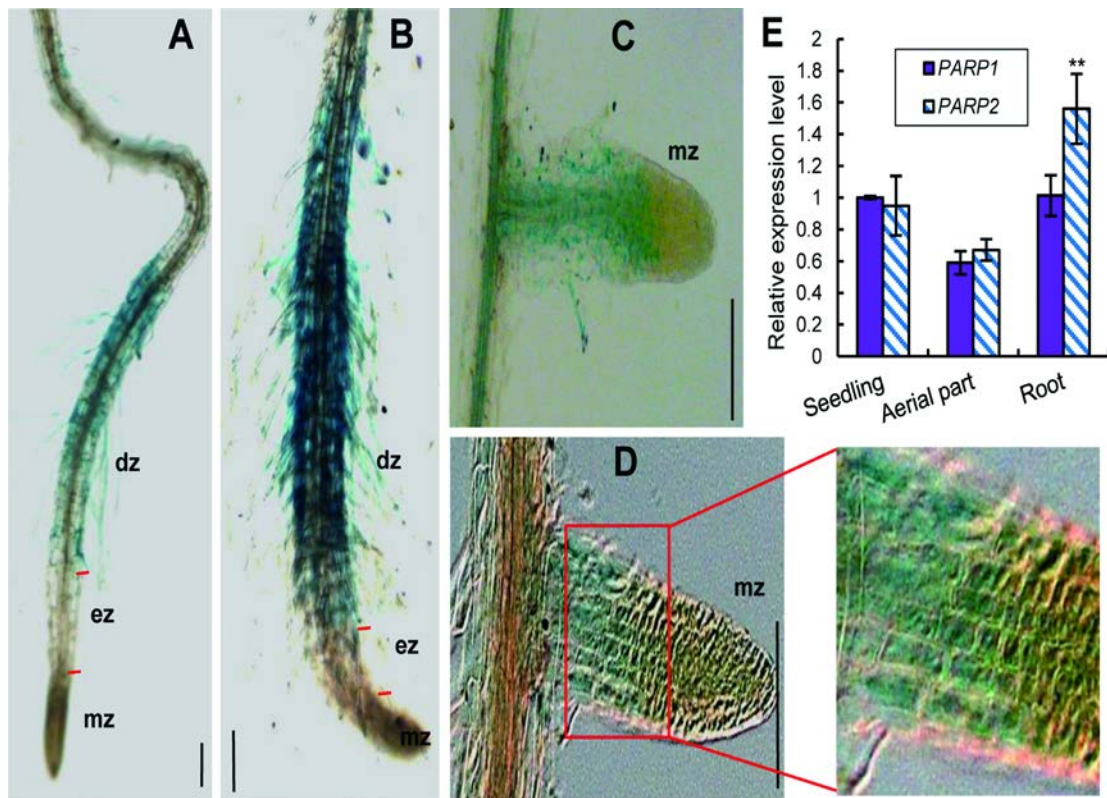 A
dz
ez
mz
B
dz
ez
mz
C
mz
D
mz
E
Relative expression level
2
1.8
1.6
1.4
1.2
1
0.8
0.6
0.4
0.2
0
PARP1
PARP2
**
Seedling
Aerial part
Root